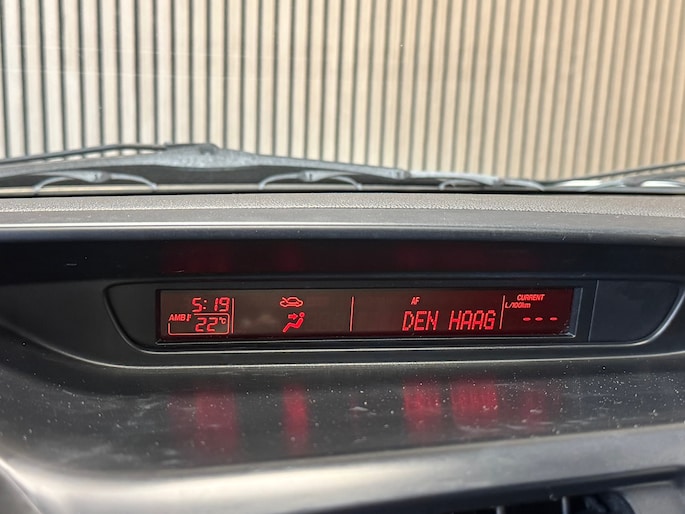 5:19
AMB 22°C
AF
DEN HAAG
CURRENT
L/100km
---